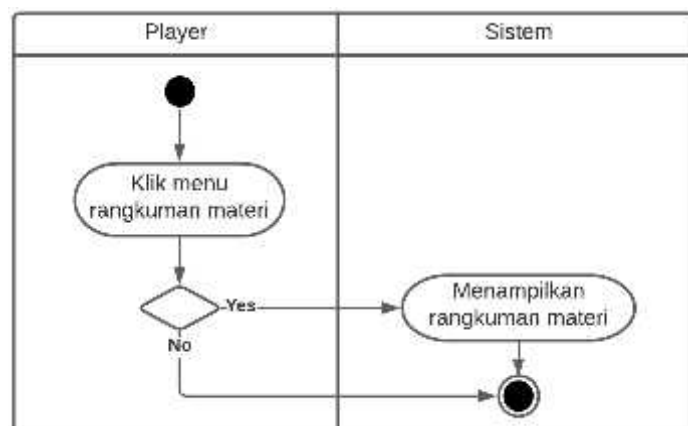 Player
Sistem
Klik menu
rangkuman materi
Yes
No
Menampilkan
rangkuman materi